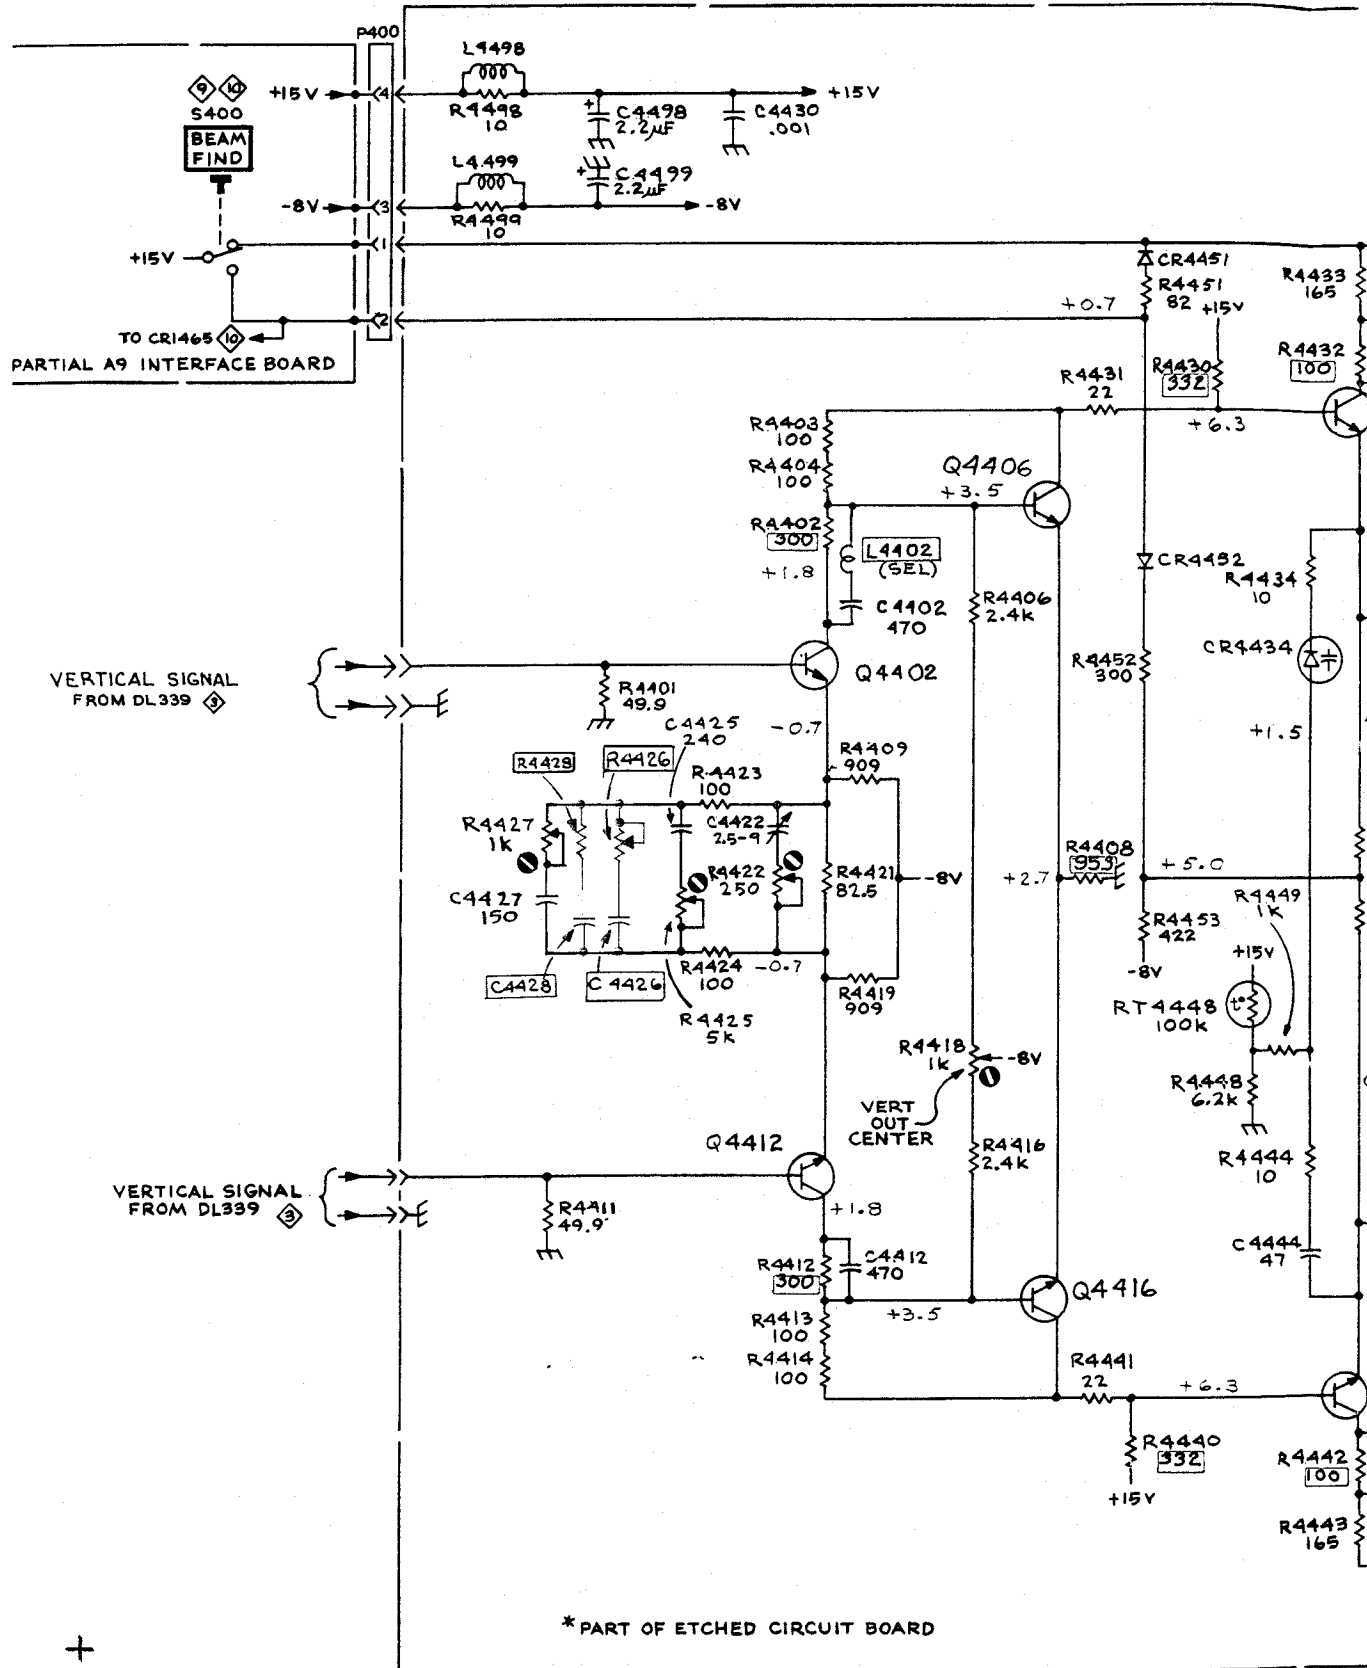 P400
L4498
9 10
+15V
4
+15V
S400
R4498
10
+
C4498
2.2µF
C4430
.001
BEAM
FIND
L4499
+
C4499
2.2µF
-8V
3
-8V
R4499
10
1
+15V
CR4451
R4451
82
+15V
R4433
165
+0.7
2
TO CR1465 10
PARTIAL A9 INTERFACE BOARD
R4432
100
R4431
22
R4430
332
+6.3
R4403
100
R4404
100
Q4406
+3.5
R4402
300
L4402
(SEL)
+1.8
CR4452
R4434
10
C4402
470
R4406
2.4K
CR4434
R4452
300
VERTICAL SIGNAL
FROM DL339 3
Q4402
R4401
49.9
-0.7
+1.5
C4425
240
R4428
R4426
R4423
100
R4409
909
R4427
1K
C4422
2.5-9
R4408
953
R4422
250
R4421
82.5
-8V
+2.7
+5.0
C4427
150
R4449
1K
R4453
422
+15V
-8V
C4428
C4426
R4424
100
-0.7
R4419
909
RT4448
100K
t°
R4425
5K
R4418
1K
-8V
R4448
6.2K
VERT
OUT
CENTER
Q4412
R4416
2.4K
R4444
10
VERTICAL SIGNAL
FROM DL339 3
R4411
49.9
+1.8
C4444
47
R4412
300
C4412
470
Q4416
+3.5
R4413
100
R4414
100
R4441
22
+6.3
R4440
332
+15V
R4442
100
R4443
165
*PART OF ETCHED CIRCUIT BOARD